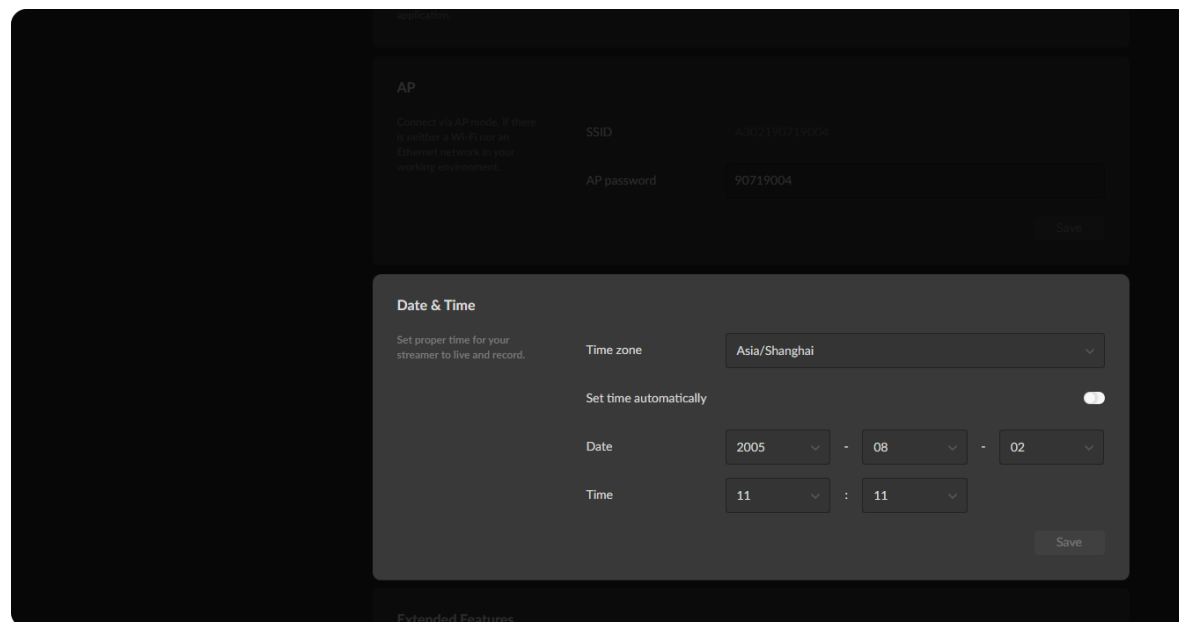 application.
AP
Connect via AP mode, if there
is neither a Wi-Fi nor an
Ethernet network in your
working environment.
SSID
A302190719004
AP password
90719004
Save
Date & Time
Set proper time for your
streamer to live and record.
Time zone
Asia/Shanghai
Set time automatically
Date
2005 - 08 - 02
Time
11 : 11
Save
Extended Features